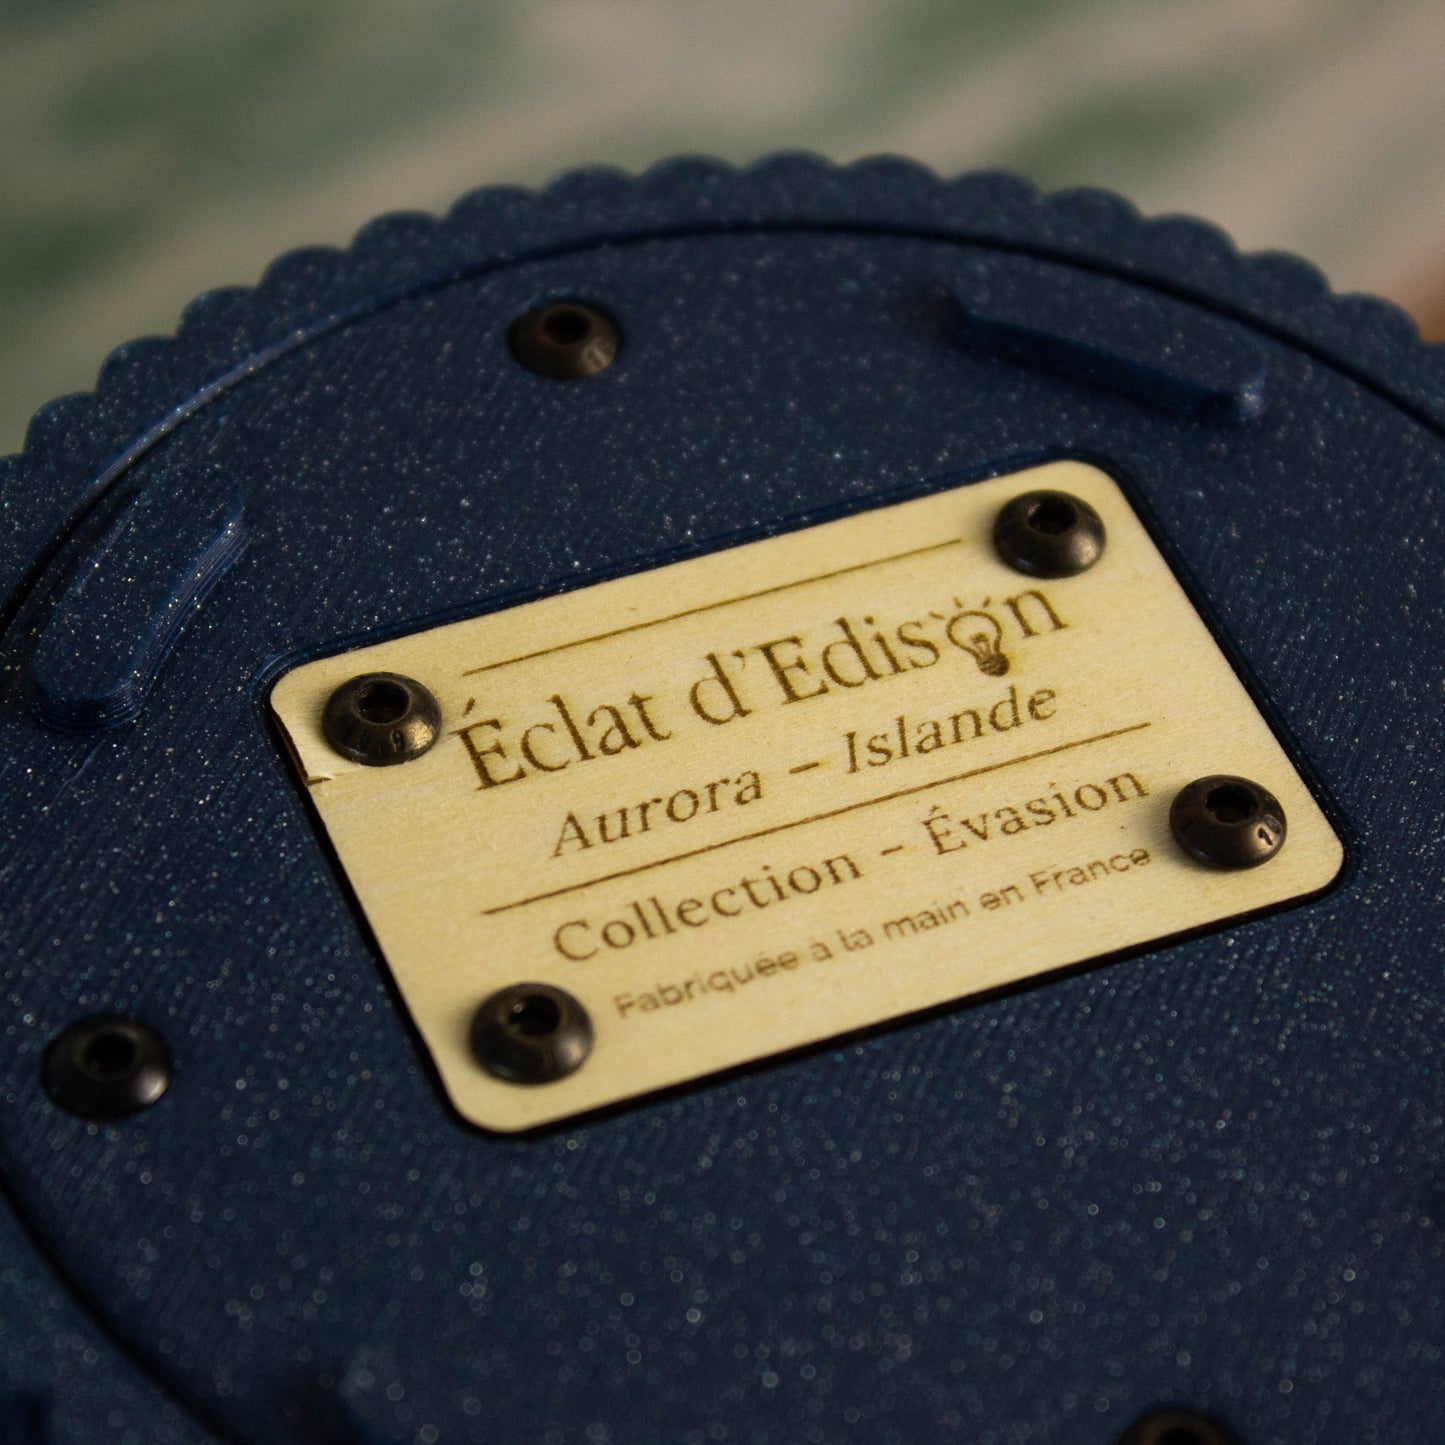 Éclat d'Edison
Aurora – Islande
Collection - Évasion
Fabriquée à la main en France